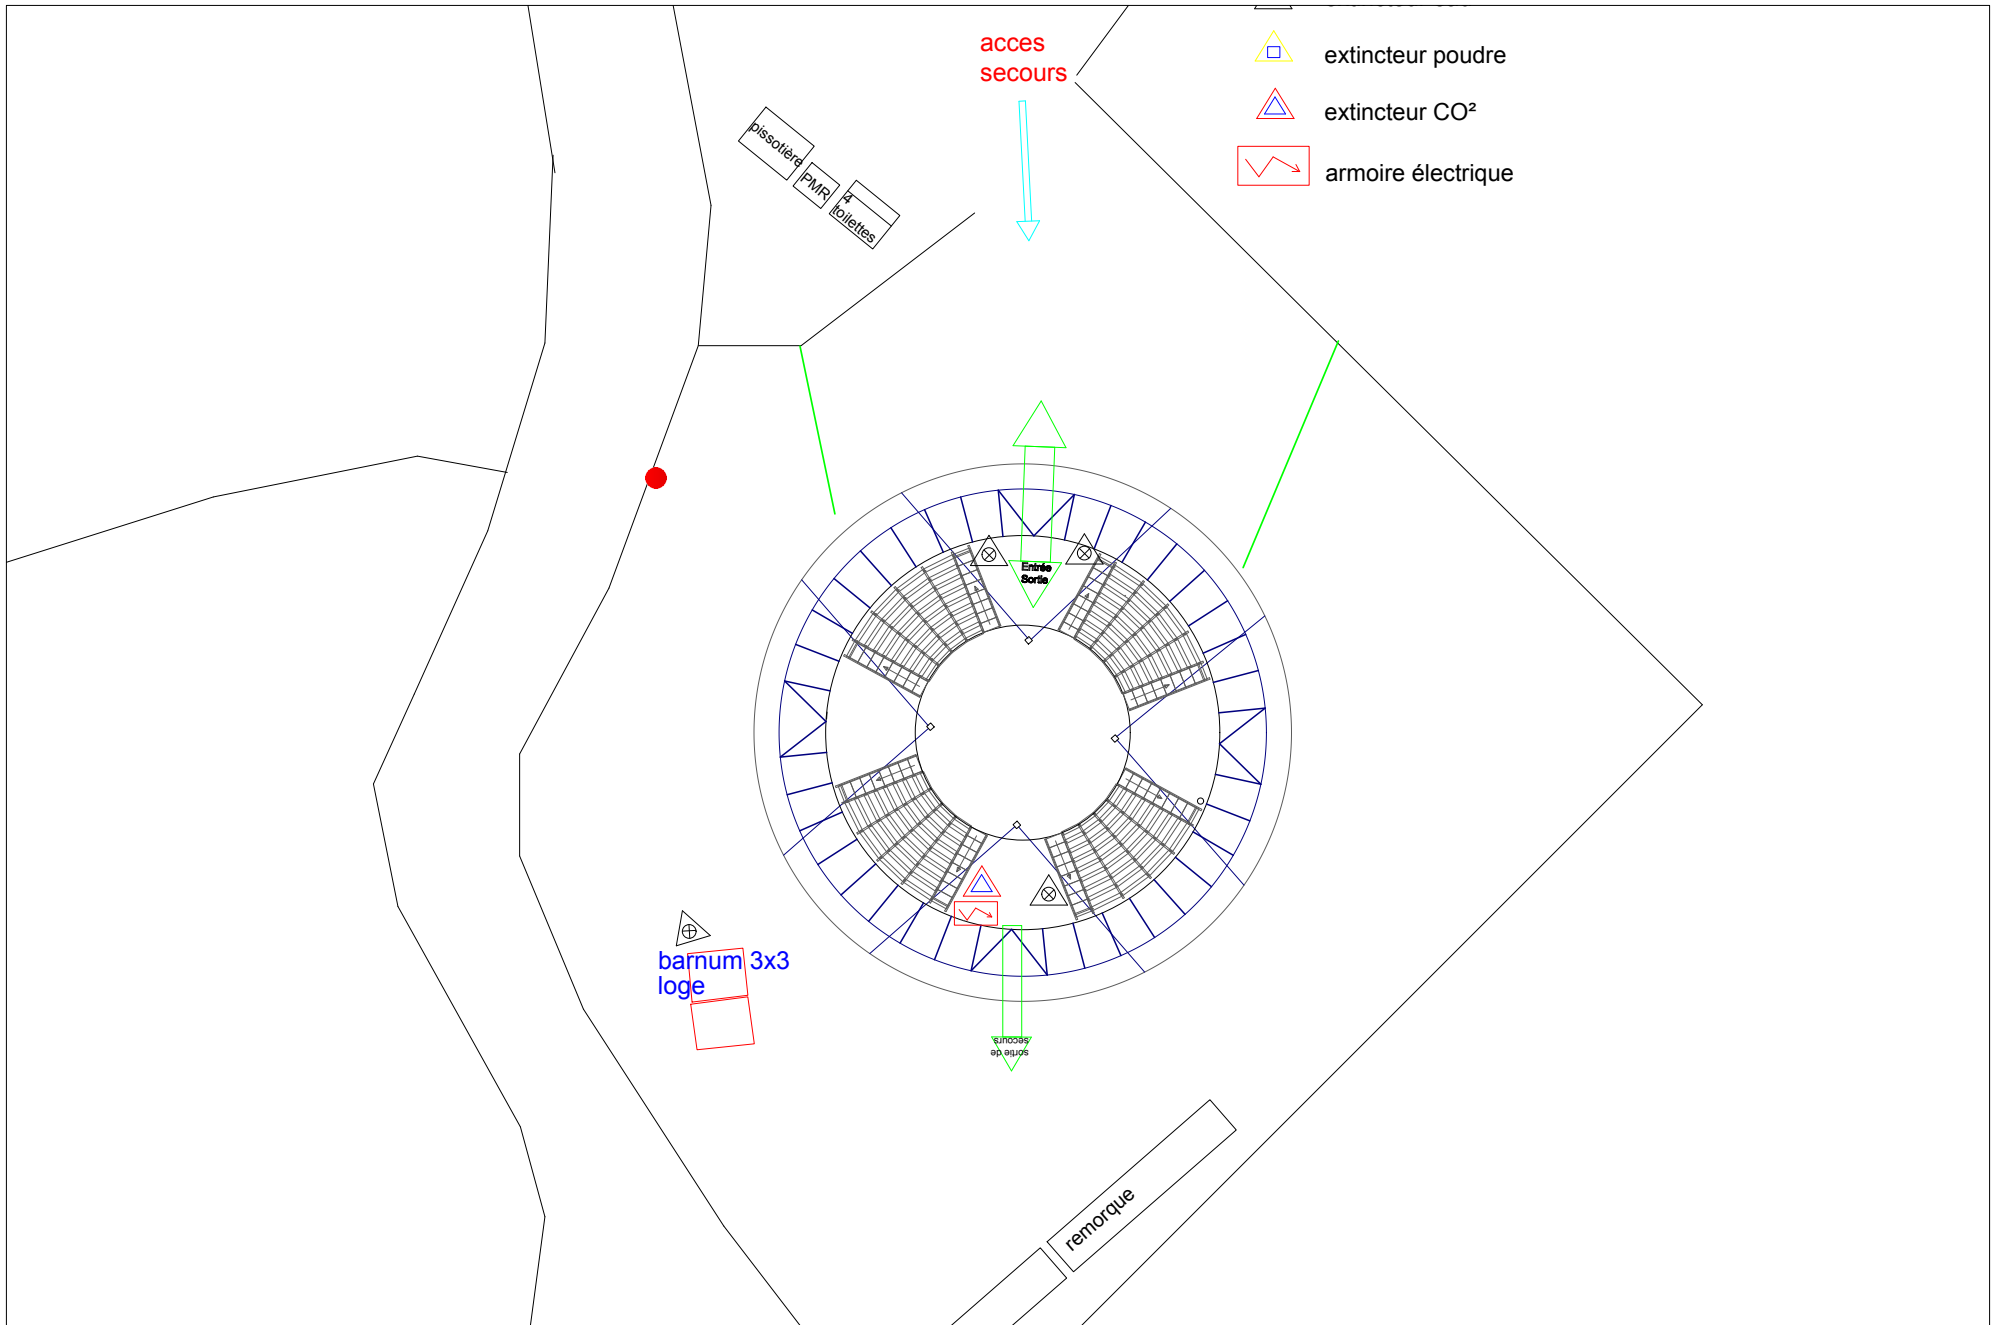 acces
secours
extincteur poudre
extincteur CO²
armoire électrique
pissotière
PMR
4
toilettes
Entrée
Sortie
barnum 3x3
loge
sortie de
secours
remorque